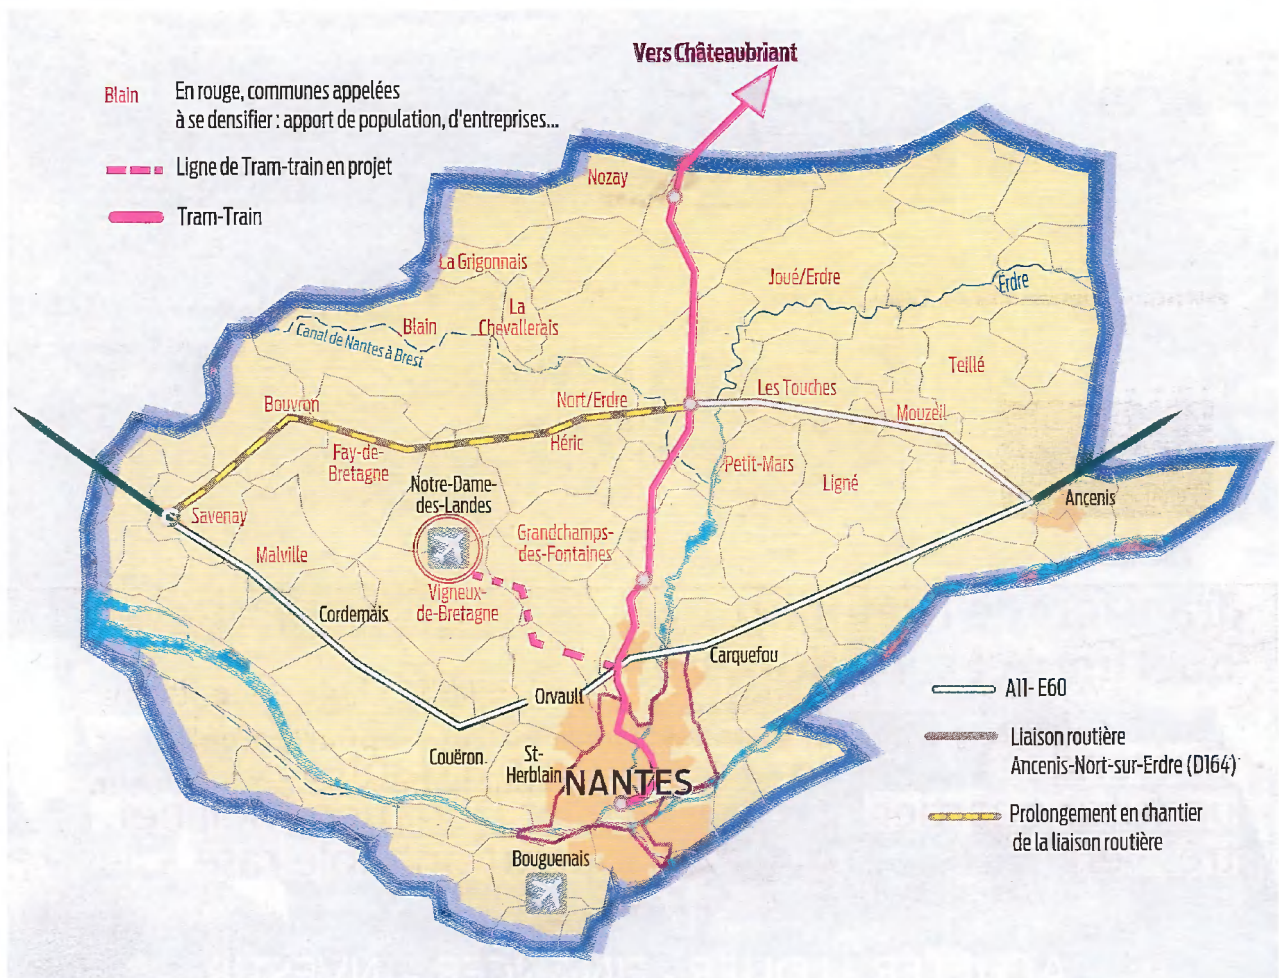 Vers Châteaubriant
Blain
En rouge, communes appelées
à se densifier : apport de population, d'entreprises...
Ligne de Tram-train en projet
Tram-Train
Nozay
La Grigonnais
Joué/Erdre
Erdre
La
Chevallerais
Blain
Canal de Nantes à Brest
Teillé
Les Touches
Nort/Erdre
Bouvron
Mouzeil
Héric
Fay-de-
Bretagne
Petit-Mars
Ligné
Notre-Dame-
des-Landes
Ancenis
Savenay
Grandchamps-
des-Fontaines
Malville
Vigneux-
de-Bretagne
Cordemais
Carquefou
Orvault
Couëron
St-
Herblain
NANTES
Bouguenais
A11- E60
Liaison routière
Ancenis-Nort-sur-Erdre (D164)
Prolongement en chantier
de la liaison routière